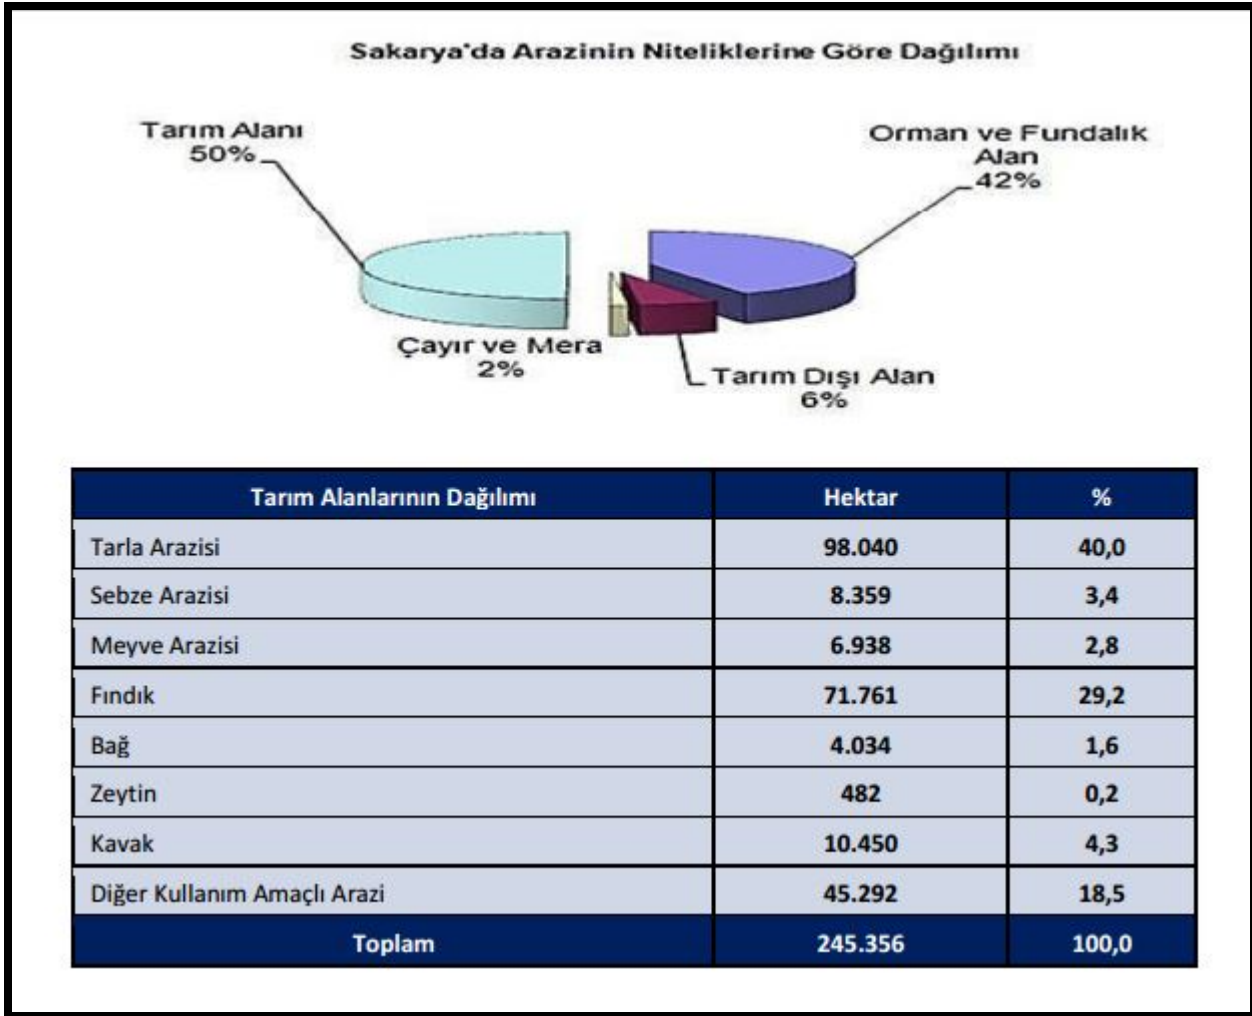 Sakarya'da Arazinin Niteliklerine Göre Dağılımı
Tarım Alanı
50%
Orman ve Fundalık
Alan
42%
Çayır ve Mera
2%
Tarım Dışı Alan
6%
Tarım Alanlarının Dağılımı Hektar %
Tarla Arazisi 98.040 40,0
Sebze Arazisi 8.359 3,4
Meyve Arazisi 6.938 2,8
Fındık 71.761 29,2
Bağ 4.034 1,6
Zeytin 482 0,2
Kavak 10.450 4,3
Diğer Kullanım Amaçlı Arazi 45.292 18,5
Toplam 245.356 100,0